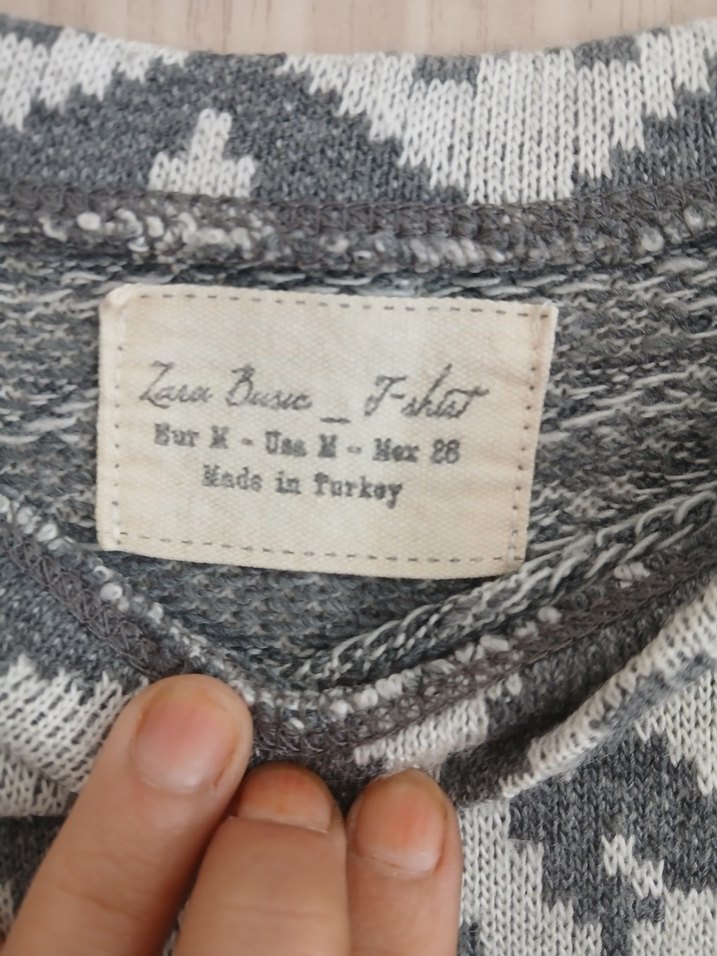 Zara Basic _ T-shirt
Eur M - Usa M - Mex 28
Made in Turkey